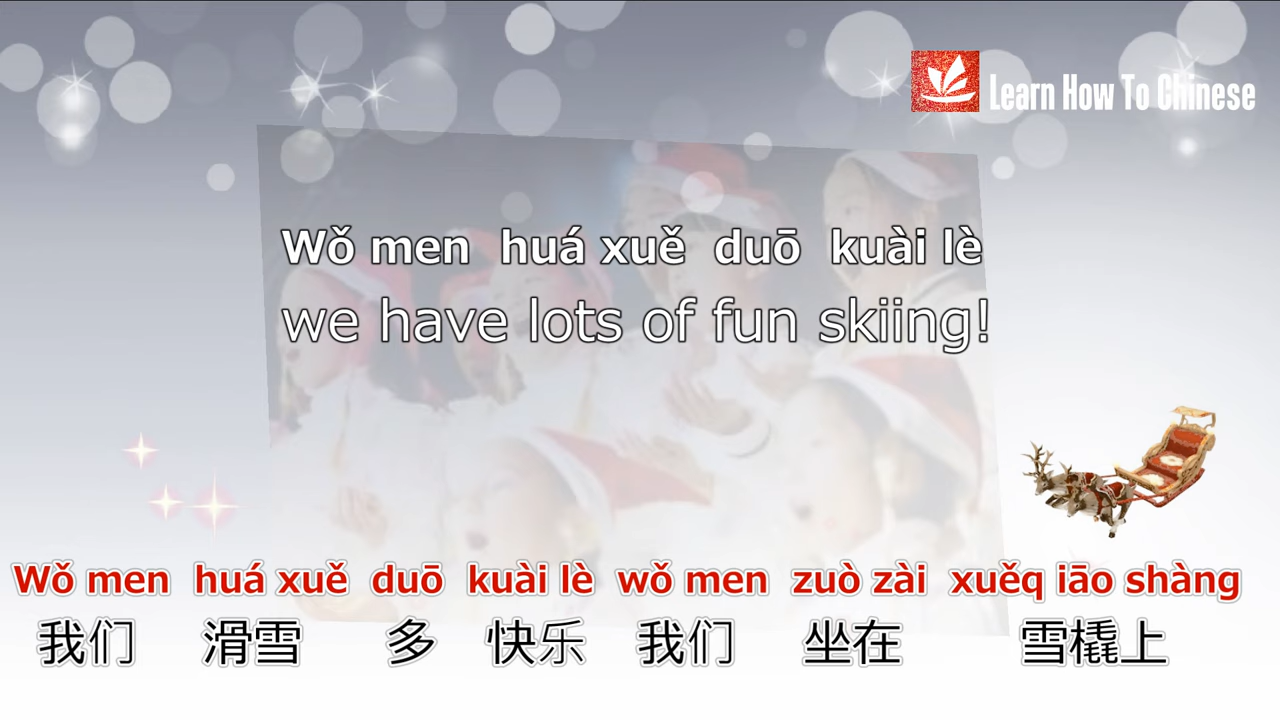 Learn How To Chinese
Wǒ men huá xuě duō kuài lè
we have lots of fun skiing!
Wǒ men huá xuě duō kuài lè wǒ men zuò zài xuěq iāo shàng
我们 滑雪 多 快乐 我们 坐在 雪橇上